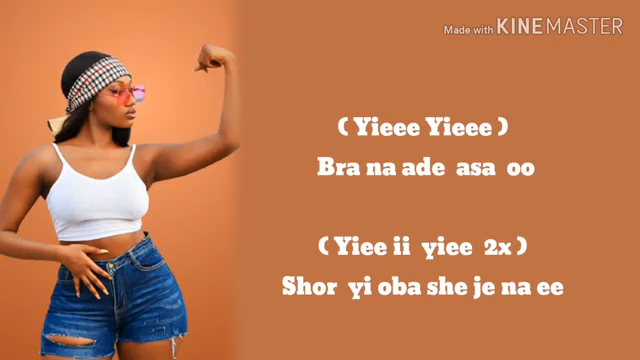 Made with KINEMASTER
( Yieee Yieee )
Bra na ade asa oo
( Yiee ii yiee 2x )
Shor yi oba she je na ee